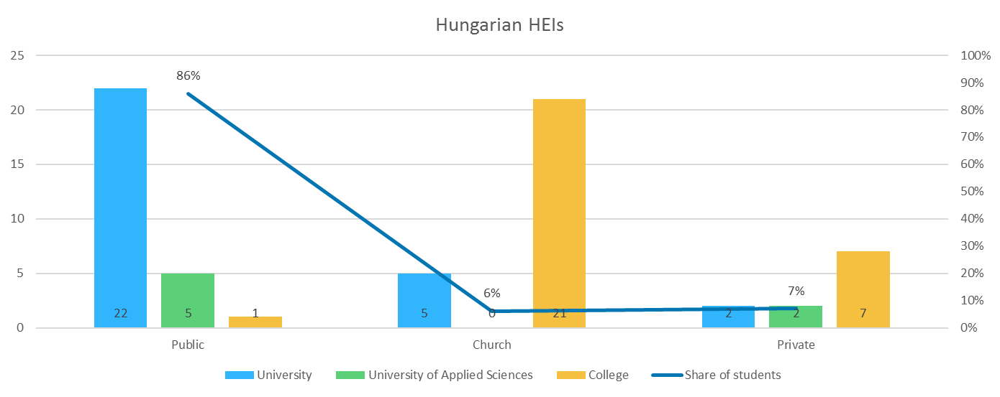 Hungarian HEIs
25 100%
86% 90%
20 80%
70%
15 60%
50%
10 40%
30%
5 20%
6% 7% 10%
22 5 1 5 0 21 2 2 7
0 0%
Public Church Private
University University of Applied Sciences College Share of students